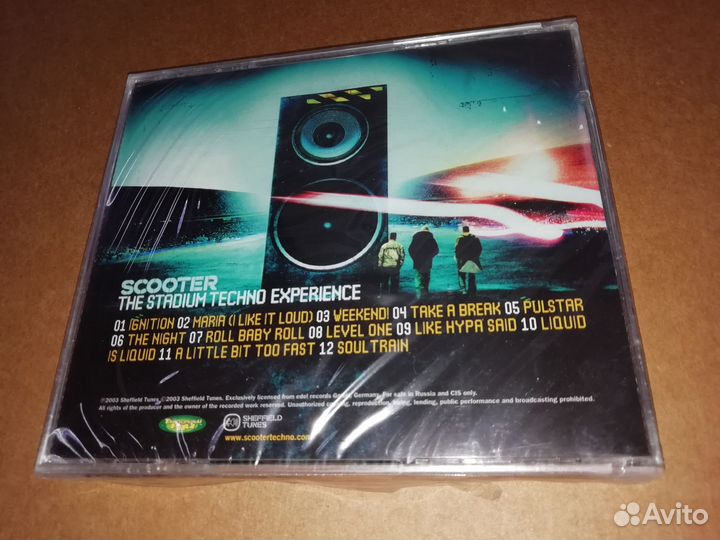 SCOOTER
THE STADIUM TECHNO EXPERIENCE
01 IGNITION 02 MARIA (I LIKE IT LOUD) 03 WEEKEND! 04 TAKE A BREAK 05 PULSTAR
06 THE NIGHT 07 ROLL BABY ROLL 08 LEVEL ONE 09 LIKE HYPA SAID 10 LIQUID
IS LIQUID 11 A LITTLE BIT TOO FAST 12 SOULTRAIN
℗2003 Sheffield Tunes. ©2003 Sheffield Tunes. Exclusively licensed from edel records Germany. For sale in Russia and CIS only.
All rights of the producer and the owner of the recorded work reserved. Unauthorized reproduction, hiring, lending, public performance and broadcasting prohibited.
SHEFFIELD
TUNES
www.scootertechno.com
Avito